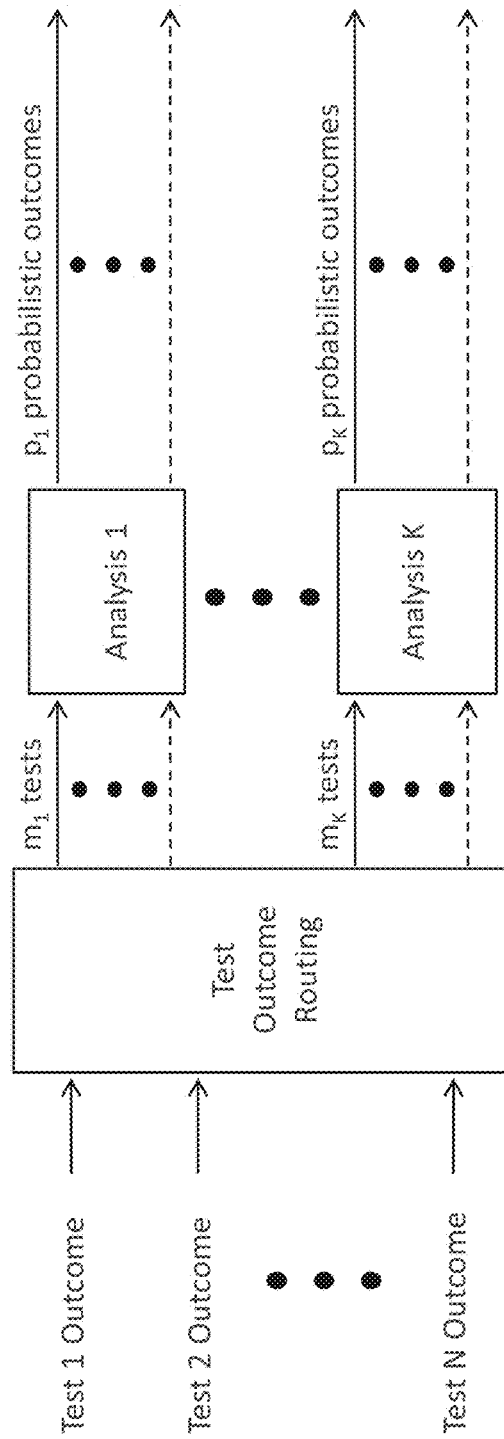 Test 1 Outcome
Test 2 Outcome
Test N Outcome
Test
Outcome
Routing
m₁ tests
mₖ tests
Analysis 1
Analysis K
p₁ probabilistic outcomes
pₖ probabilistic outcomes